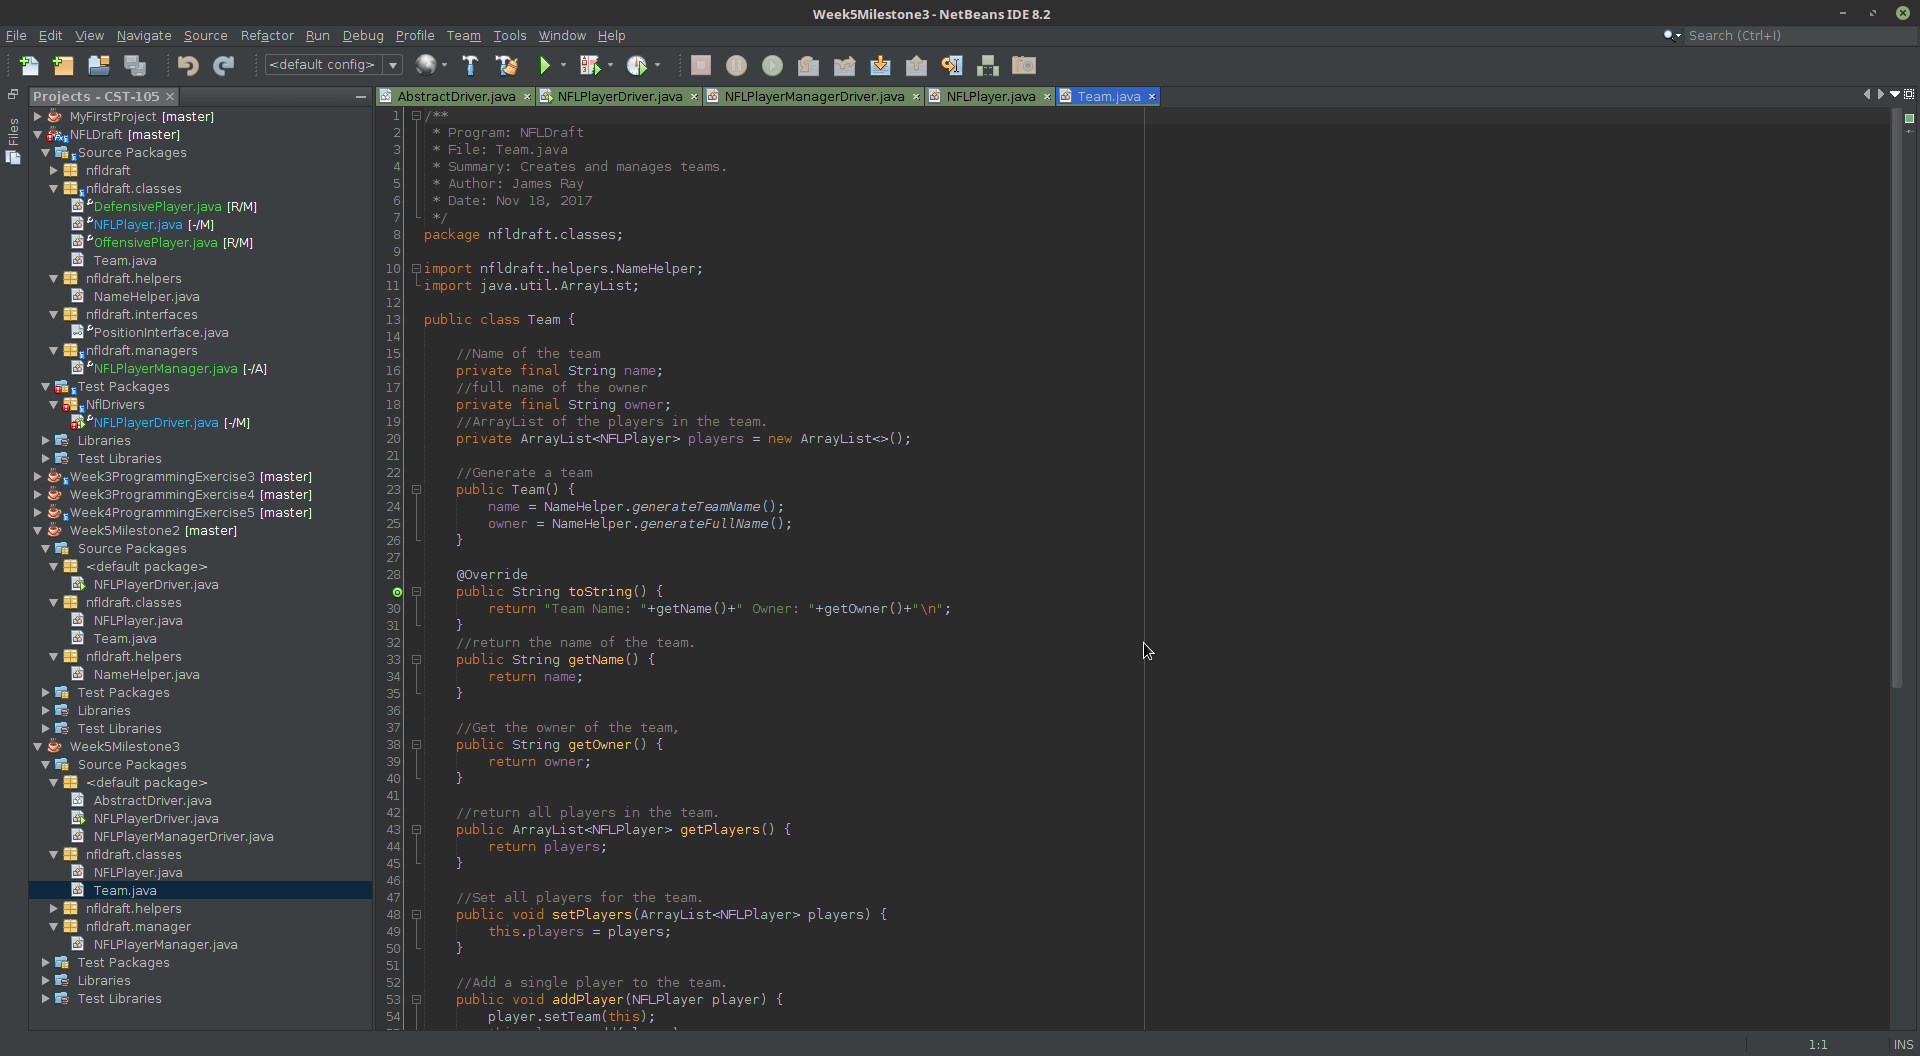 Week5Milestone3 - NetBeans IDE 8.2
File Edit View Navigate Source Refactor Run Debug Profile Team Tools Window Help
Search (Ctrl+I)
<default config>
Files
Projects - CST-105
MyFirstProject [master]
NFLDraft [master]
Source Packages
nfldraft
nfldraft.classes
DefensivePlayer.java [R/M]
NFLPlayer.java [-/M]
OffensivePlayer.java [R/M]
Team.java
nfldraft.helpers
NameHelper.java
nfldraft.interfaces
PositionInterface.java
nfldraft.managers
NFLPlayerManager.java [-/A]
Test Packages
NflDrivers
NFLPlayerDriver.java [-/M]
Libraries
Test Libraries
Week3ProgrammingExercise3 [master]
Week3ProgrammingExercise4 [master]
Week4ProgrammingExercise5 [master]
Week5Milestone2 [master]
Source Packages
<default package>
NFLPlayerDriver.java
nfldraft.classes
NFLPlayer.java
Team.java
nfldraft.helpers
NameHelper.java
Test Packages
Libraries
Test Libraries
Week5Milestone3
Source Packages
<default package>
AbstractDriver.java
NFLPlayerDriver.java
NFLPlayerManagerDriver.java
nfldraft.classes
NFLPlayer.java
Team.java
nfldraft.helpers
nfldraft.manager
NFLPlayerManager.java
Test Packages
Libraries
Test Libraries
AbstractDriver.java NFLPlayerDriver.java NFLPlayerManagerDriver.java NFLPlayer.java Team.java
1 /**
2 * Program: NFLDraft
3 * File: Team.java
4 * Summary: Creates and manages teams.
5 * Author: James Ray
6 * Date: Nov 18, 2017
7 */
8 package nfldraft.classes;
9
10 import nfldraft.helpers.NameHelper;
11 import java.util.ArrayList;
12
13 public class Team {
14
15 //Name of the team
16 private final String name;
17 //full name of the owner
18 private final String owner;
19 //ArrayList of the players in the team.
20 private ArrayList<NFLPlayer> players = new ArrayList<>();
21
22 //Generate a team
23 public Team() {
24 name = NameHelper.generateTeamName();
25 owner = NameHelper.generateFullName();
26 }
27
28 @Override
public String toString() {
30 return "Team Name: "+getName()+" Owner: "+getOwner()+"\n";
31 }
32 //return the name of the team.
33 public String getName() {
34 return name;
35 }
36
37 //Get the owner of the team,
38 public String getOwner() {
39 return owner;
40 }
41
42 //return all players in the team.
43 public ArrayList<NFLPlayer> getPlayers() {
44 return players;
45 }
46
47 //Set all players for the team.
48 public void setPlayers(ArrayList<NFLPlayer> players) {
49 this.players = players;
50 }
51
52 //Add a single player to the team.
53 public void addPlayer(NFLPlayer player) {
54 player.setTeam(this);
1:1 INS